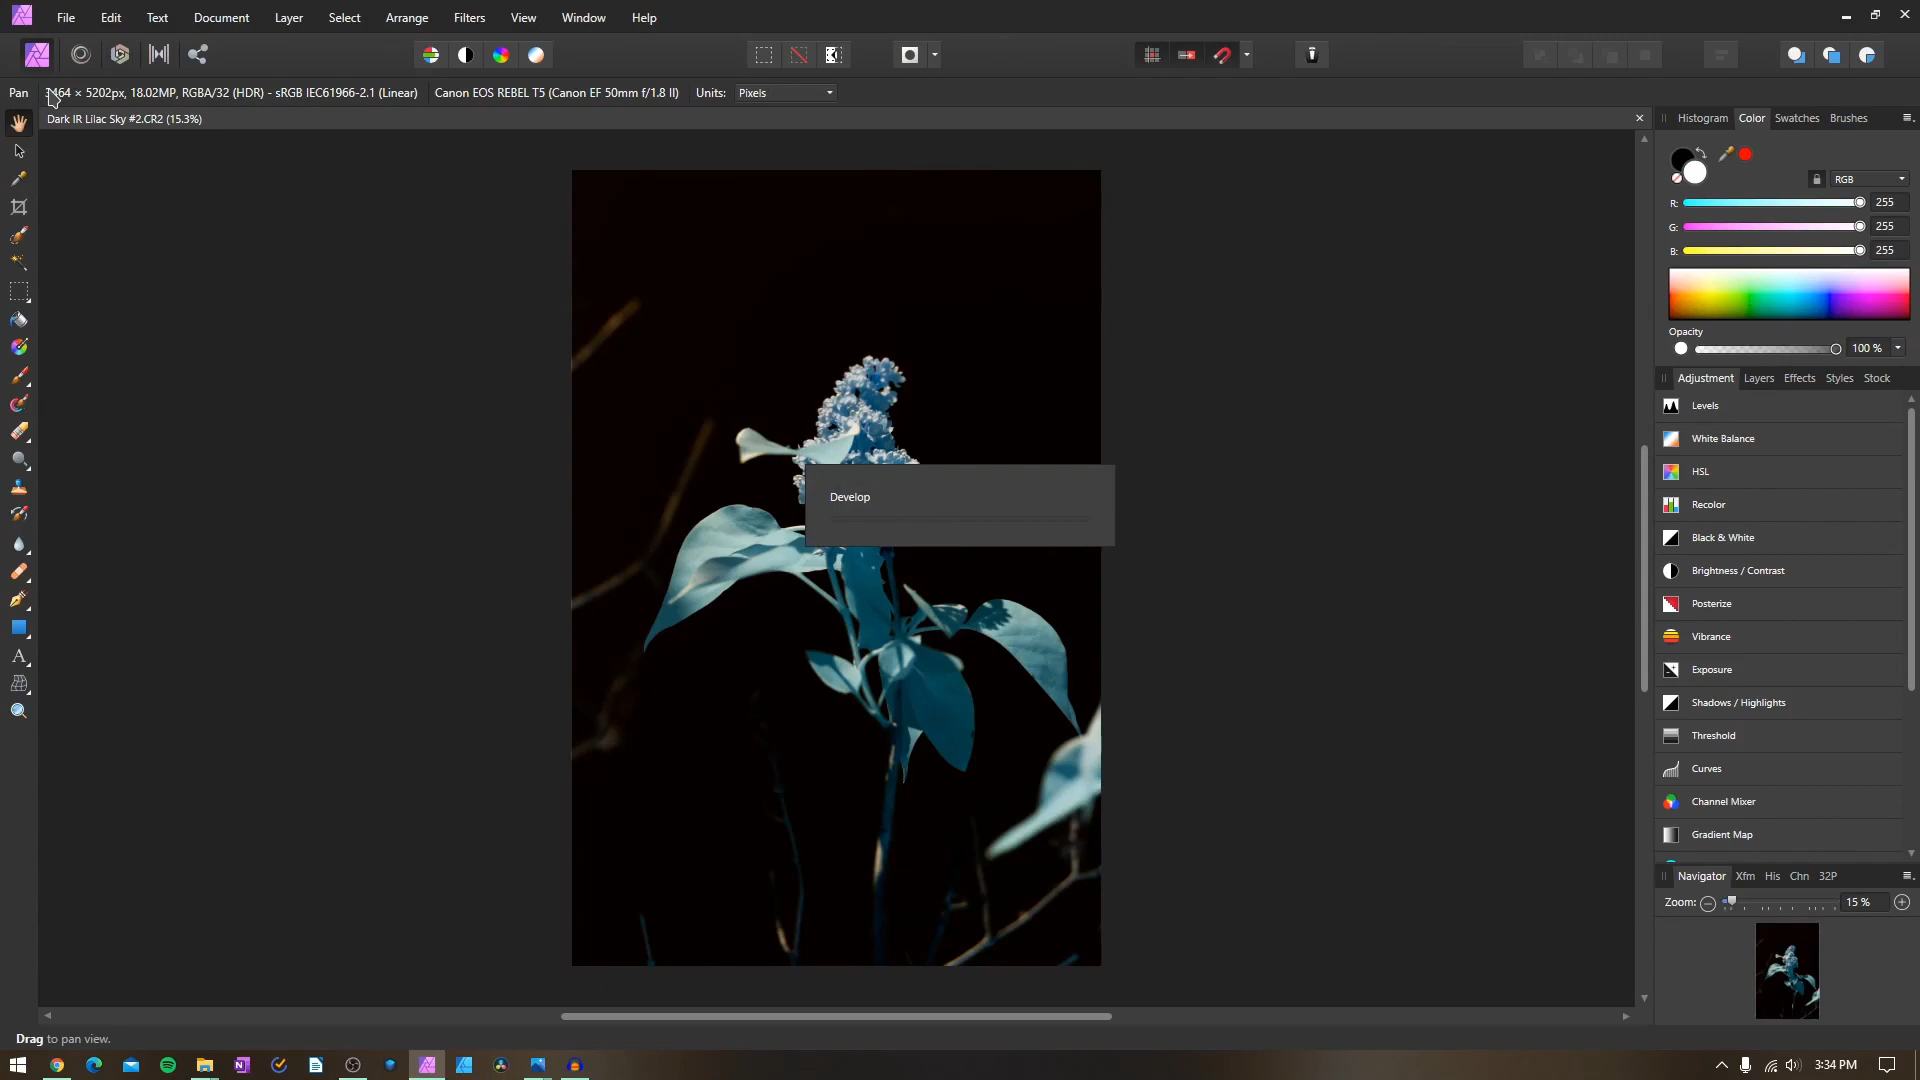 File Edit Text Document Layer Select Arrange Filters View Window Help
Pan 3464 × 5202px, 18.02MP, RGBA/32 (HDR) - sRGB IEC61966-2.1 (Linear) Canon EOS REBEL T5 (Canon EF 50mm f/1.8 II) Units: Pixels
Dark IR Lilac Sky #2.CR2 (15.3%)
Histogram Color Swatches Brushes
RGB
R: 255
G: 255
B: 255
Opacity
100 %
Adjustment Layers Effects Styles Stock
Levels
White Balance
HSL
Recolor
Develop
Black & White
Brightness / Contrast
Posterize
Vibrance
Exposure
Shadows / Highlights
Threshold
Curves
Channel Mixer
Gradient Map
Navigator Xfm His Chn 32P
Zoom: 15 %
Drag to pan view.
3:34 PM